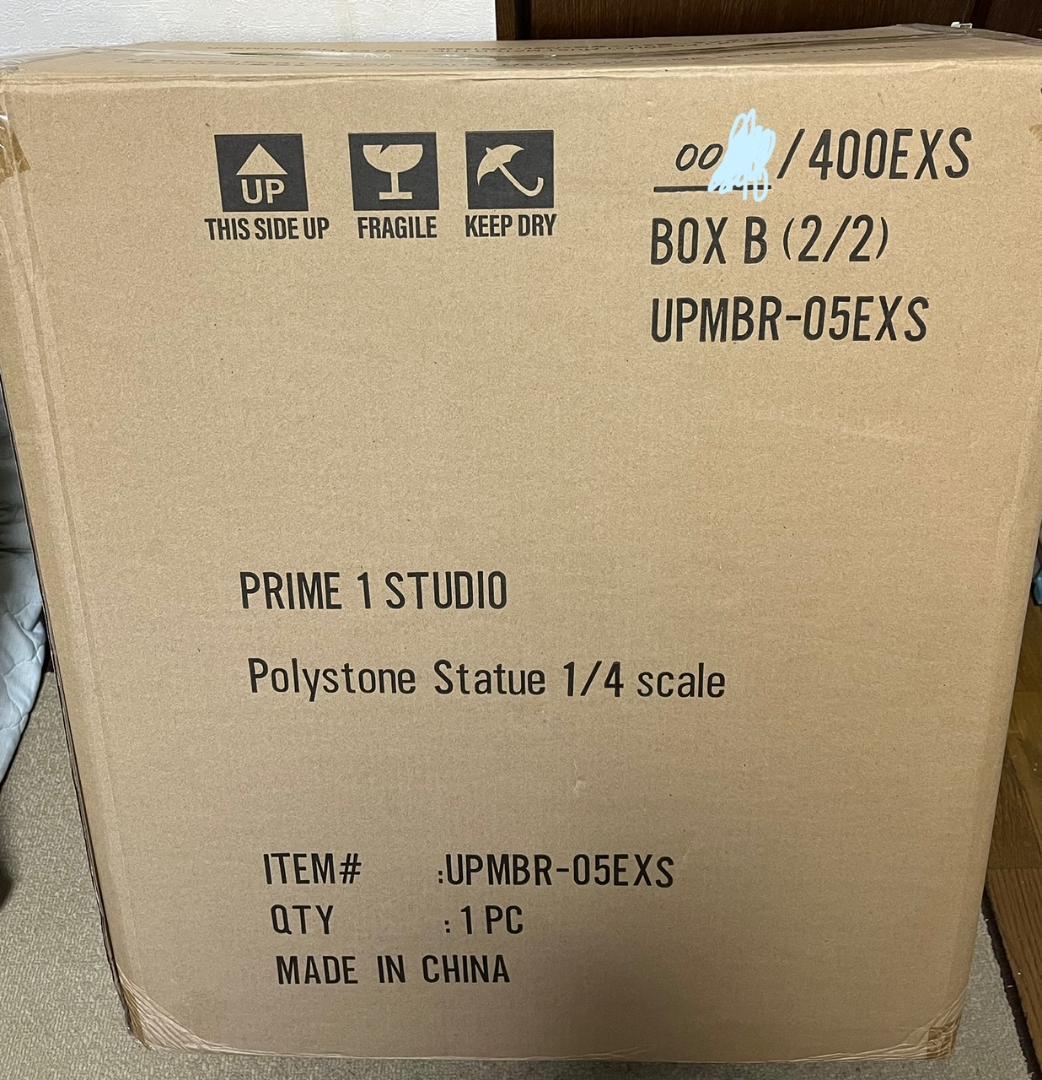 UP
THIS SIDE UP
FRAGILE
KEEP DRY
00 /400EXS
BOX B (2/2)
UPMBR-05EXS
PRIME 1 STUDIO
Polystone Statue 1/4 scale
ITEM# :UPMBR-05EXS
QTY : 1 PC
MADE IN CHINA